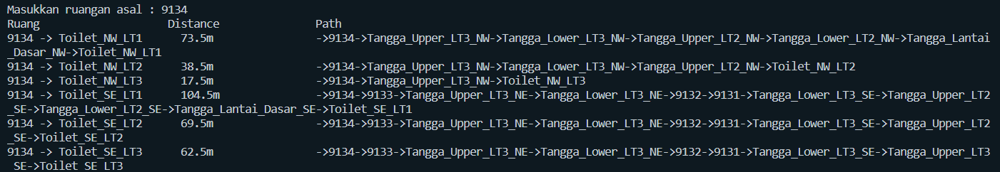 Masukkan ruangan asal : 9134
Ruang                    Distance               Path
9134 -> Toilet_NW_LT1      73.5m                ->9134->Tangga_Upper_LT3_NW->Tangga_Lower_LT3_NW->Tangga_Upper_LT2_NW->Tangga_Lower_LT2_NW->Tangga_Lantai
_Dasar_NW->Toilet_NW_LT1
9134 -> Toilet_NW_LT2      38.5m                ->9134->Tangga_Upper_LT3_NW->Tangga_Lower_LT3_NW->Tangga_Upper_LT2_NW->Toilet_NW_LT2
9134 -> Toilet_NW_LT3      17.5m                ->9134->Tangga_Upper_LT3_NW->Toilet_NW_LT3
9134 -> Toilet_SE_LT1      104.5m               ->9134->9133->Tangga_Upper_LT3_NE->Tangga_Lower_LT3_NE->9132->9131->Tangga_Lower_LT3_SE->Tangga_Upper_LT2
_SE->Tangga_Lower_LT2_SE->Tangga_Lantai_Dasar_SE->Toilet_SE_LT1
9134 -> Toilet_SE_LT2      69.5m                ->9134->9133->Tangga_Upper_LT3_NE->Tangga_Lower_LT3_NE->9132->9131->Tangga_Lower_LT3_SE->Tangga_Upper_LT2
_SE->Toilet_SE_LT2
9134 -> Toilet_SE_LT3      62.5m                ->9134->9133->Tangga_Upper_LT3_NE->Tangga_Lower_LT3_NE->9132->9131->Tangga_Lower_LT3_SE->Tangga_Upper_LT3
_SE->Toilet_SE_LT3